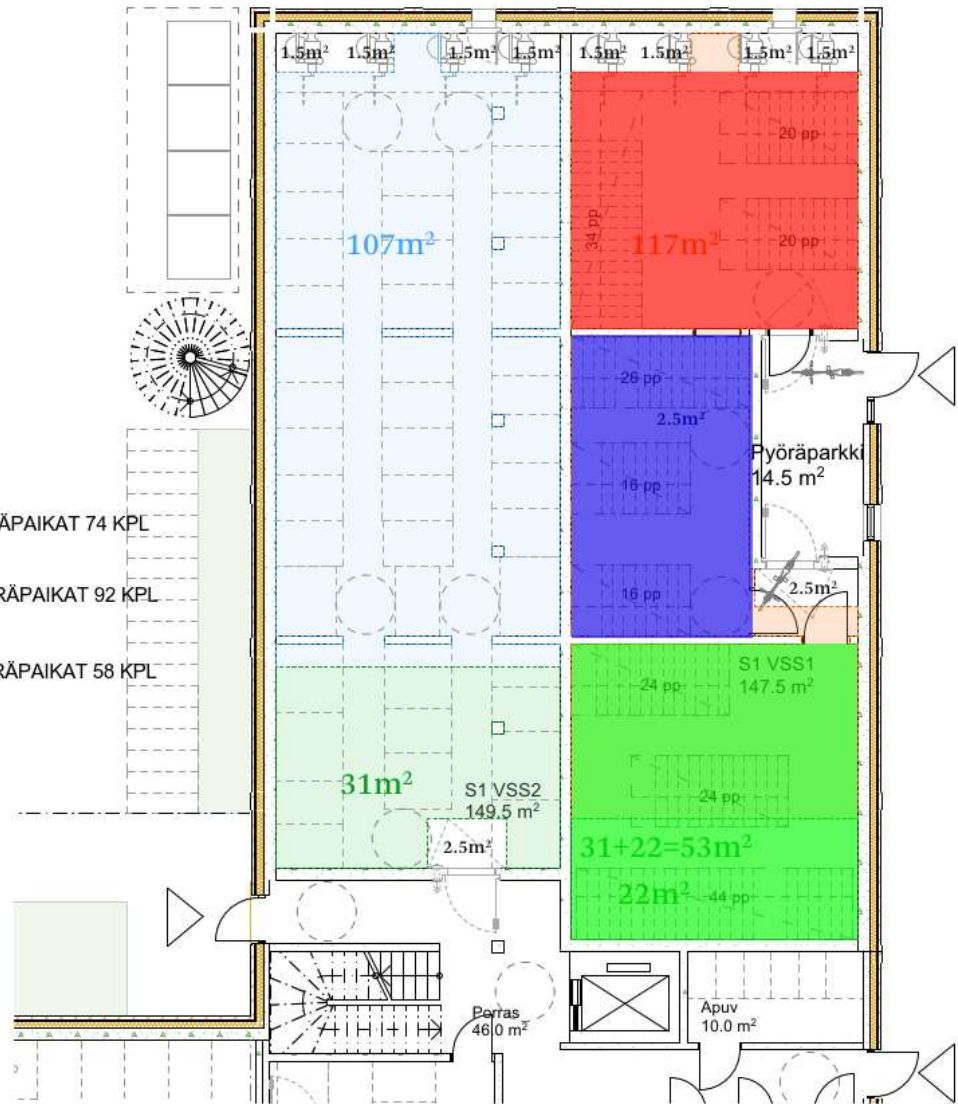 1.5m² 1.5m² 1.5m² 1.5m² 1.5m² 1.5m² 1.5m² 1.5m²
20 pp
34 pp
20 pp
107m²
117m²
26 pp
2.5m²
Pyöräparkki
14.5 m²
16 pp
16 pp
2.5m²
ÄPAIKAT 74 KPL
RÄPAIKAT 92 KPL
RÄPAIKAT 58 KPL
S1 VSS1
147.5 m²
24 pp
31m²
S1 VSS2
149.5 m²
2.5m²
24 pp
31+22=53m²
22m²
44 pp
Porras
46.0 m²
Apuv
10.0 m²